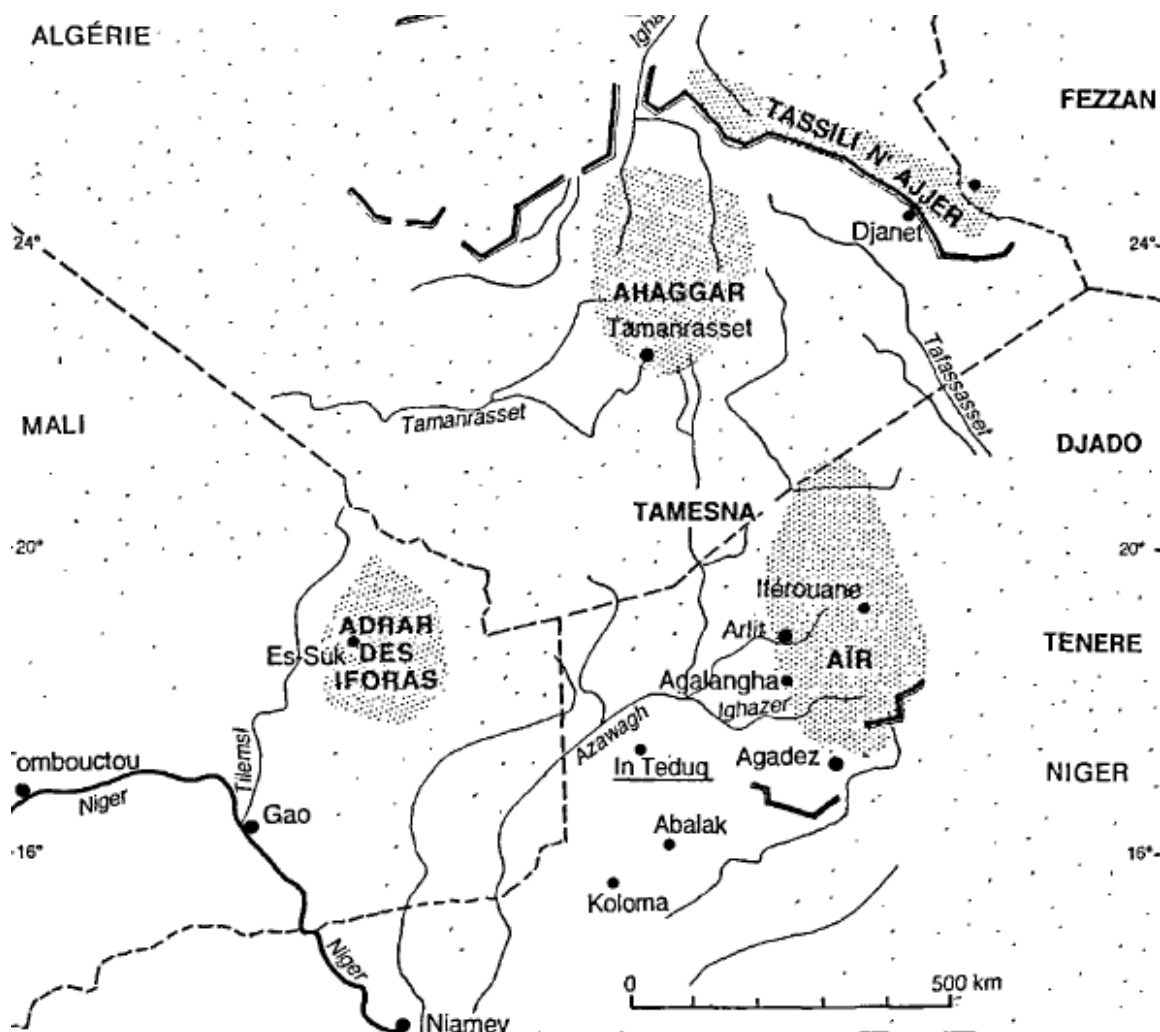 ALGÉRIE
Igha
FEZZAN
TASSILI N' AJJER
Djanet
24°
24°
AHAGGAR
Tamanrasset
Tafassasset
MALI
Tamanrasset
DJADO
TAMESNA
20°
20°
Iférouane
ADRAR
DES
IFORAS
Es-Suk
Arlit
AÏR
TENERE
Agalangha
Ighazer
Azawagh
Tilemsi
ombouctou
Niger
In Teduq
Agadez
NIGER
Gao
Abalak
16°
16°
Koloma
Niger
0
500 km
Niamey